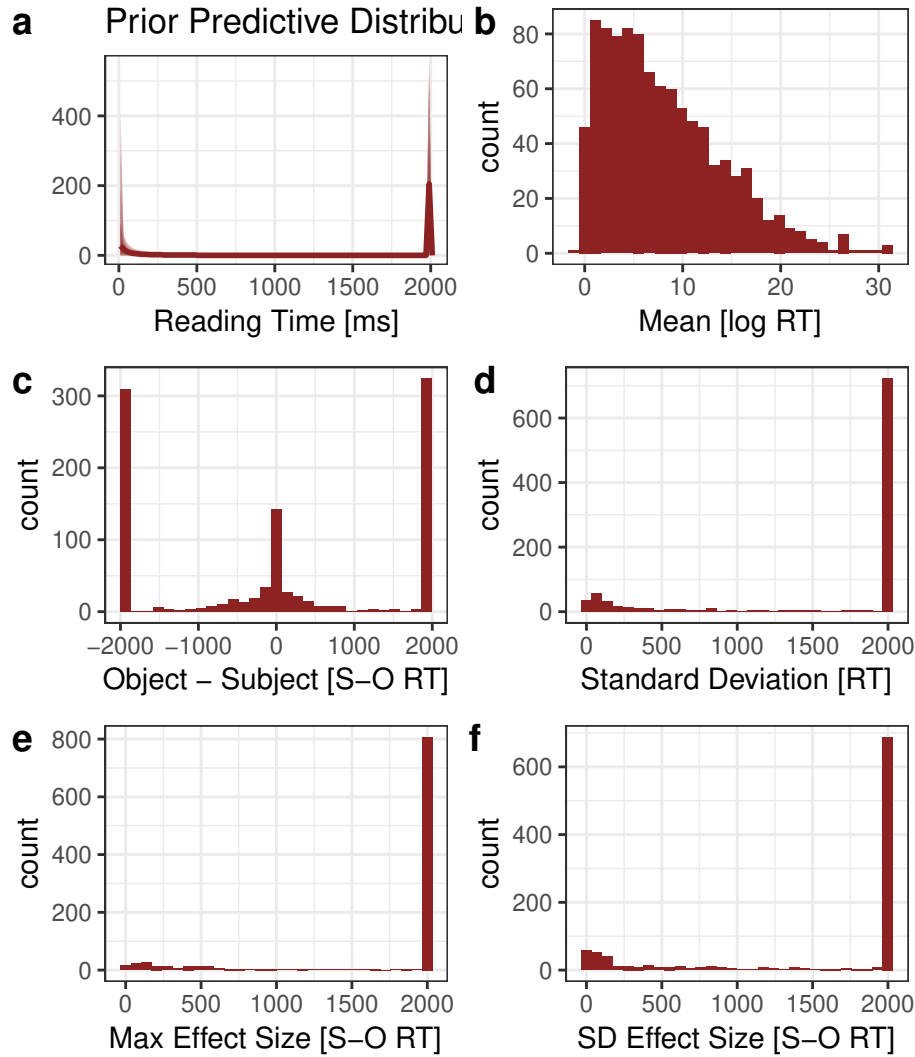 a
Prior Predictive Distribu
400
200
0
0 500 1000 1500 2000
Reading Time [ms]
b
80
60
40
20
0
count
0 10 20 30
Mean [log RT]
c
300
200
100
0
count
−2000 −1000 0 1000 2000
Object − Subject [S−O RT]
d
600
400
200
0
count
0 500 1000 1500 2000
Standard Deviation [RT]
e
800
600
400
200
0
count
0 500 1000 1500 2000
Max Effect Size [S−O RT]
f
600
400
200
0
count
0 500 1000 1500 2000
SD Effect Size [S−O RT]